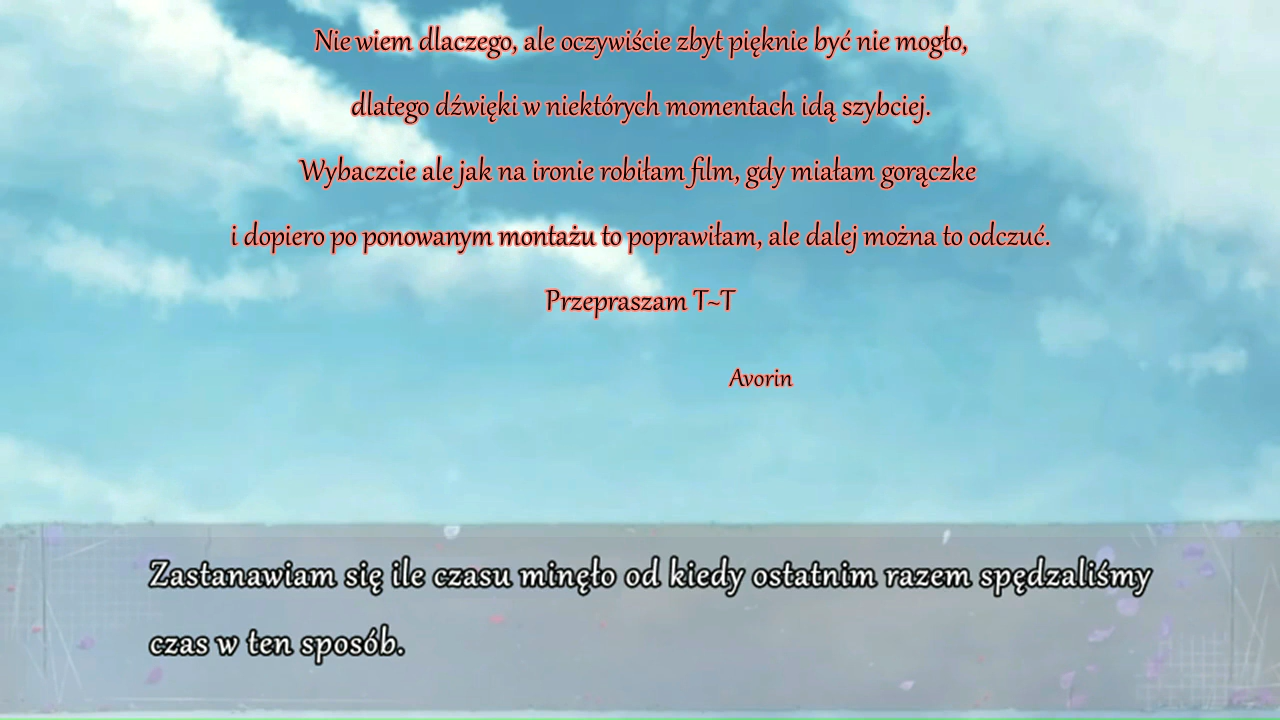 Nie wiem dlaczego, ale oczywiście zbyt pięknie być nie mogło,
dlatego dźwięki w niektórych momentach idą szybciej.
Wybaczcie ale jak na ironie robiłam film, gdy miałam gorączke
i dopiero po ponowanym montażu to poprawiłam, ale dalej można to odczuć.
Przepraszam T~T
Avorin
Zastanawiam się ile czasu minęło od kiedy ostatnim razem spędzaliśmy
czas w ten sposób.